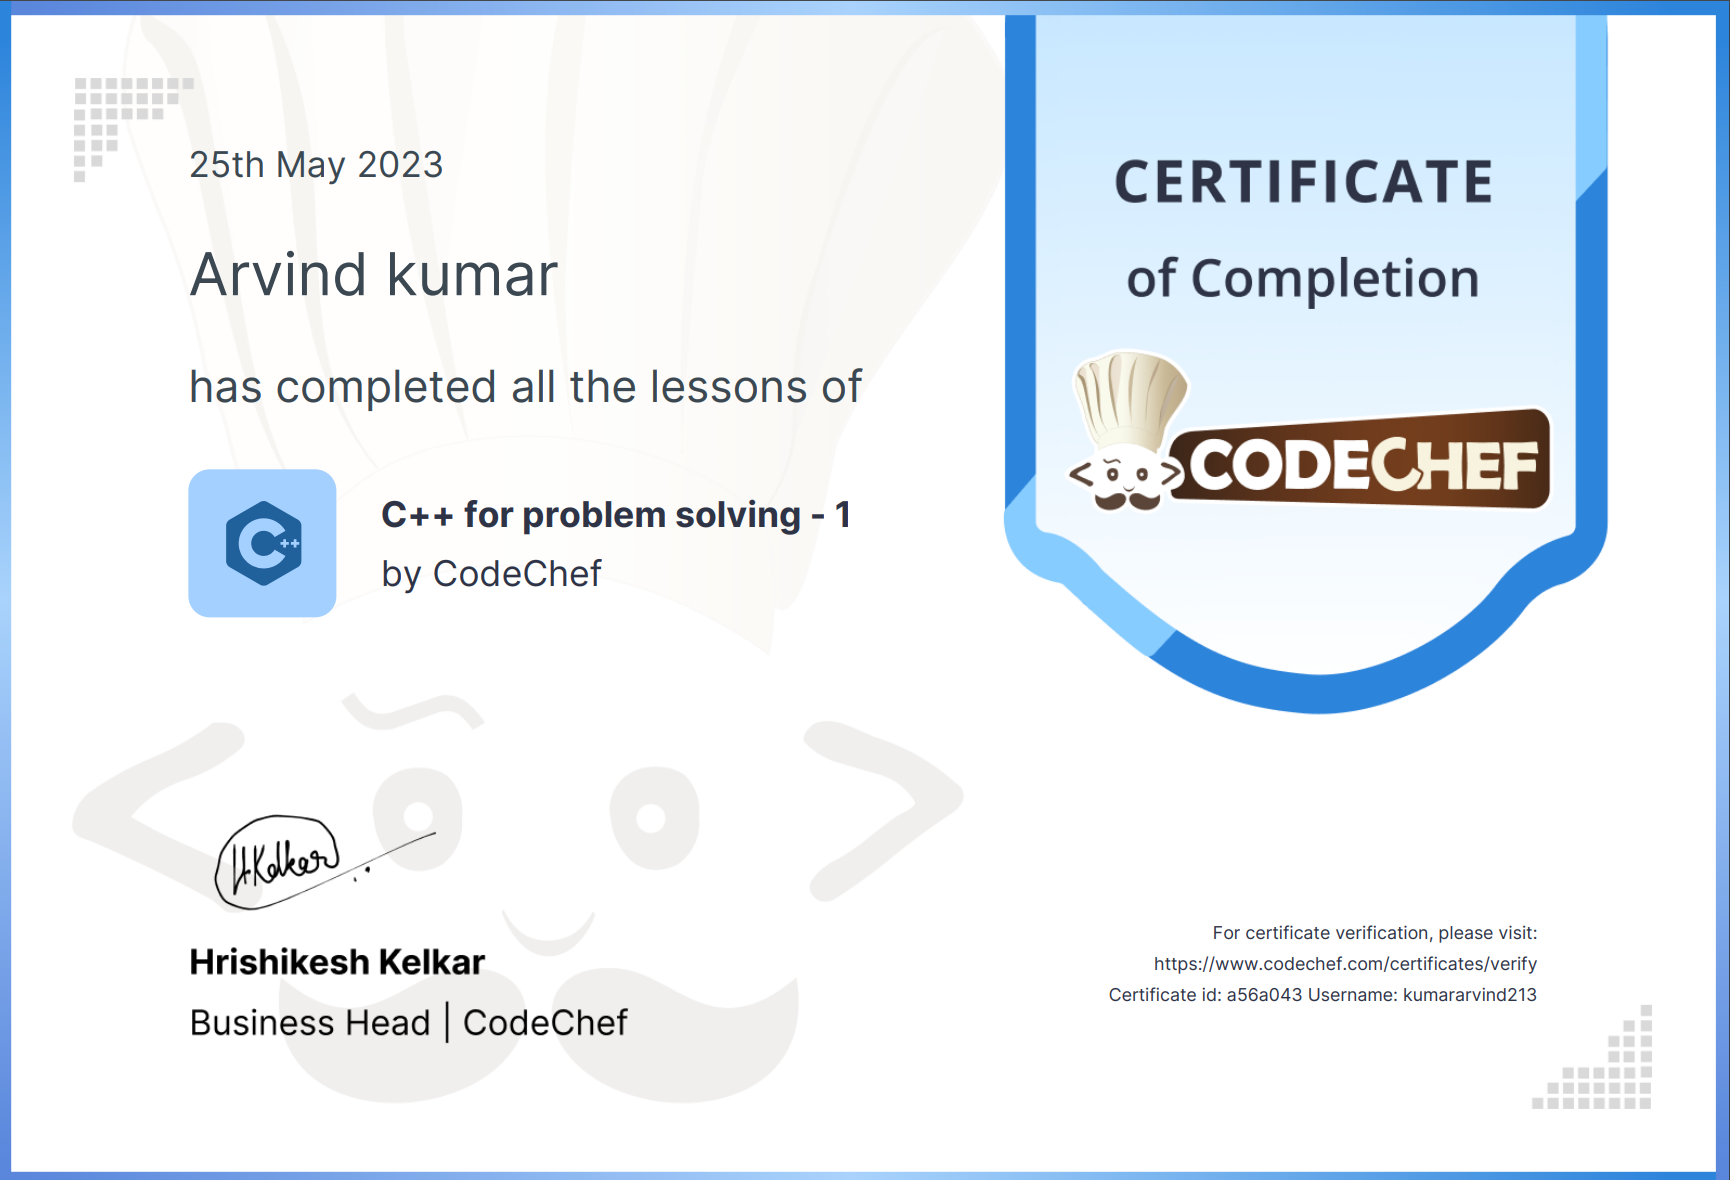 25th May 2023
Arvind kumar
has completed all the lessons of
C++ for problem solving - 1
by CodeChef
C++
CERTIFICATE
of Completion
CODECHEF
HKelkar
Hrishikesh Kelkar
Business Head | CodeChef
For certificate verification, please visit:
https://www.codechef.com/certificates/verify
Certificate id: a56a043 Username: kumararvind213